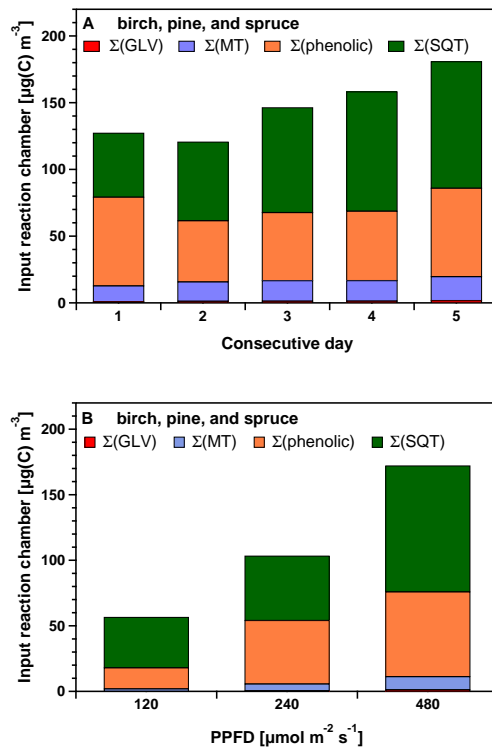 A birch, pine, and spruce
Σ(GLV) Σ(MT) Σ(phenolic) Σ(SQT)
Input reaction chamber [µg(C) m⁻³]
200
150
100
50
0
1 2 3 4 5
Consecutive day
B birch, pine, and spruce
Σ(GLV) Σ(MT) Σ(phenolic) Σ(SQT)
Input reaction chamber [µg(C) m⁻³]
200
150
100
50
0
120 240 480
PPFD [µmol m⁻² s⁻¹]